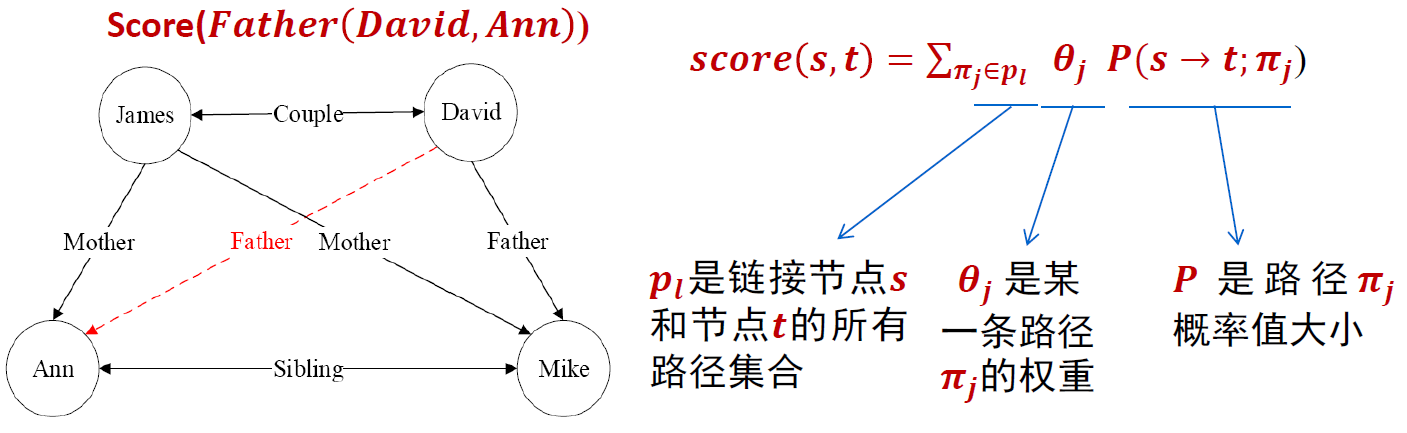 Score(Father(David, Ann))
James
Couple
David
Mother
Father
Mother
Father
Ann
Sibling
Mike
score(s, t) = ∑πj∈pl θj P(s → t; πj)
pl是链接节点s
和节点t的所有
路径集合
θj 是某
一条路径
πj的权重
P 是路径πj
概率值大小